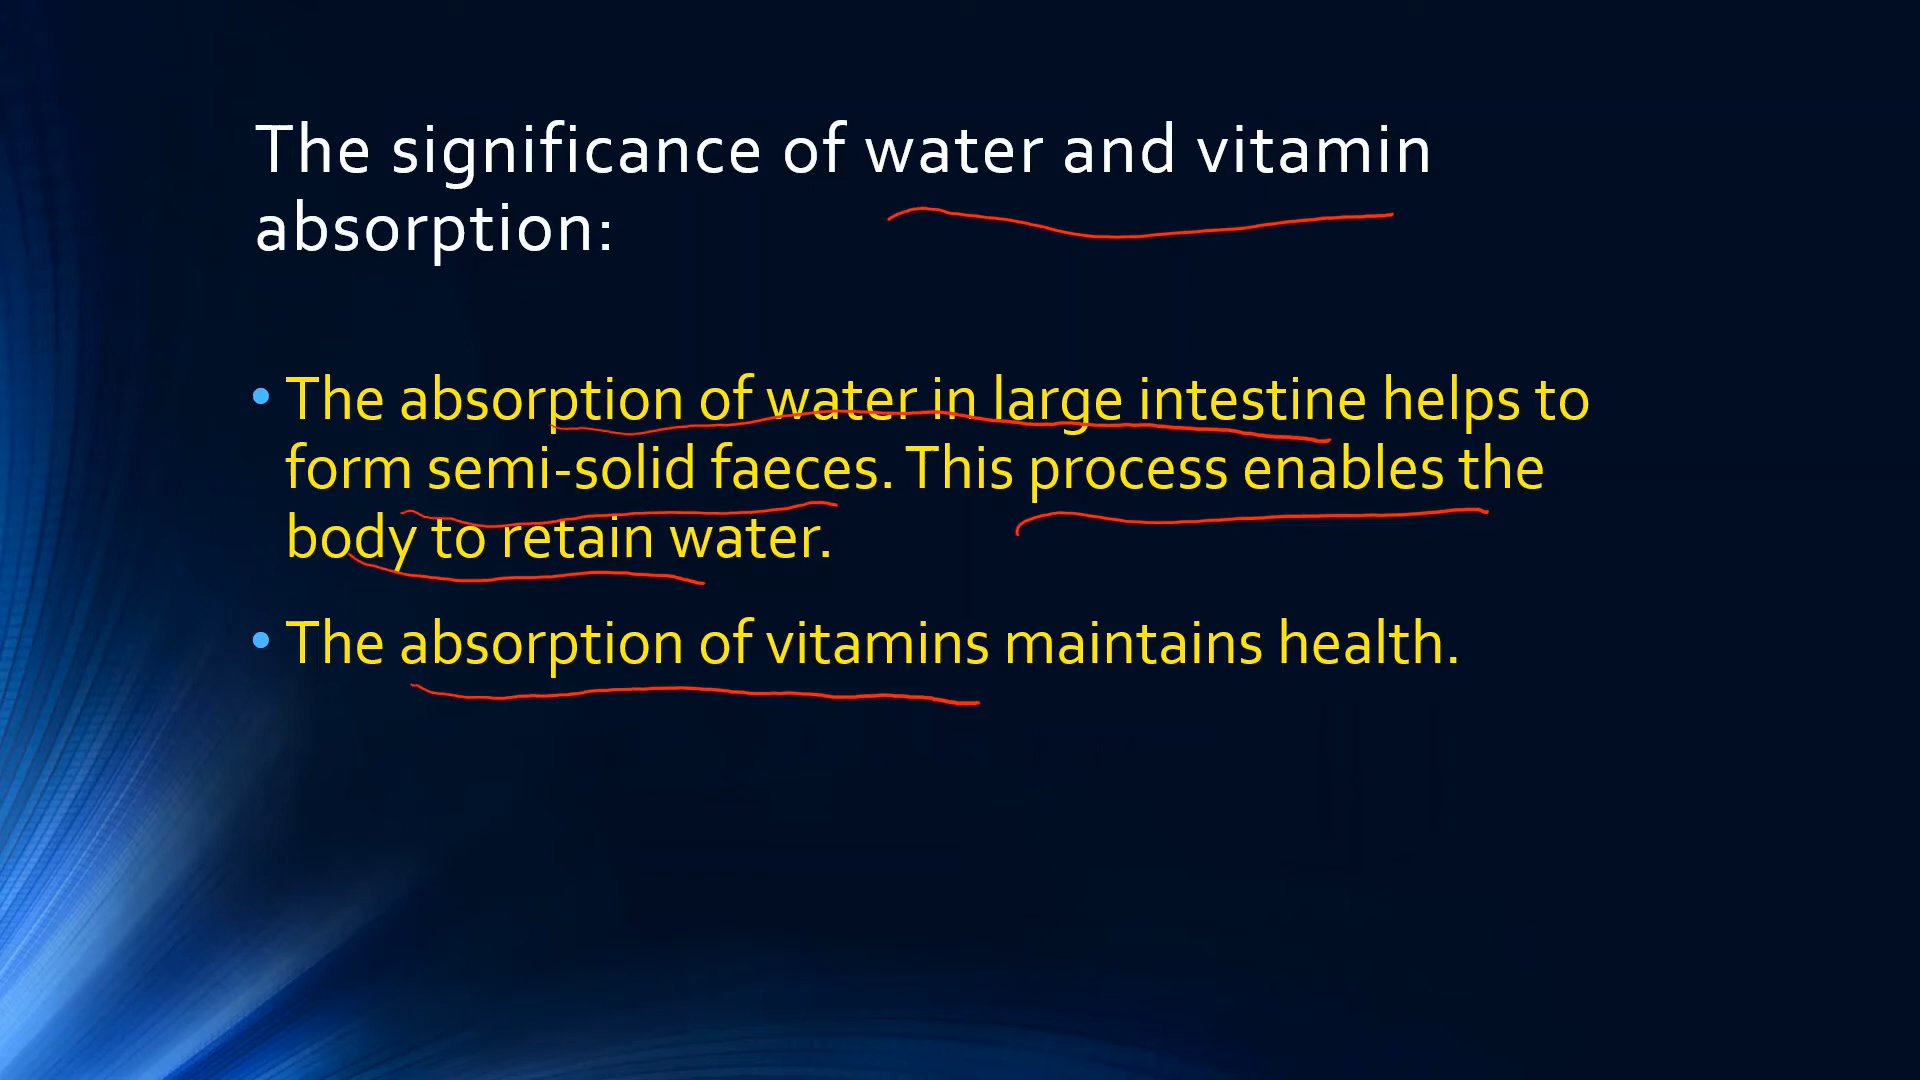 The significance of water and vitamin
absorption:
• The absorption of water in large intestine helps to
form semi-solid faeces. This process enables the
body to retain water.
• The absorption of vitamins maintains health.